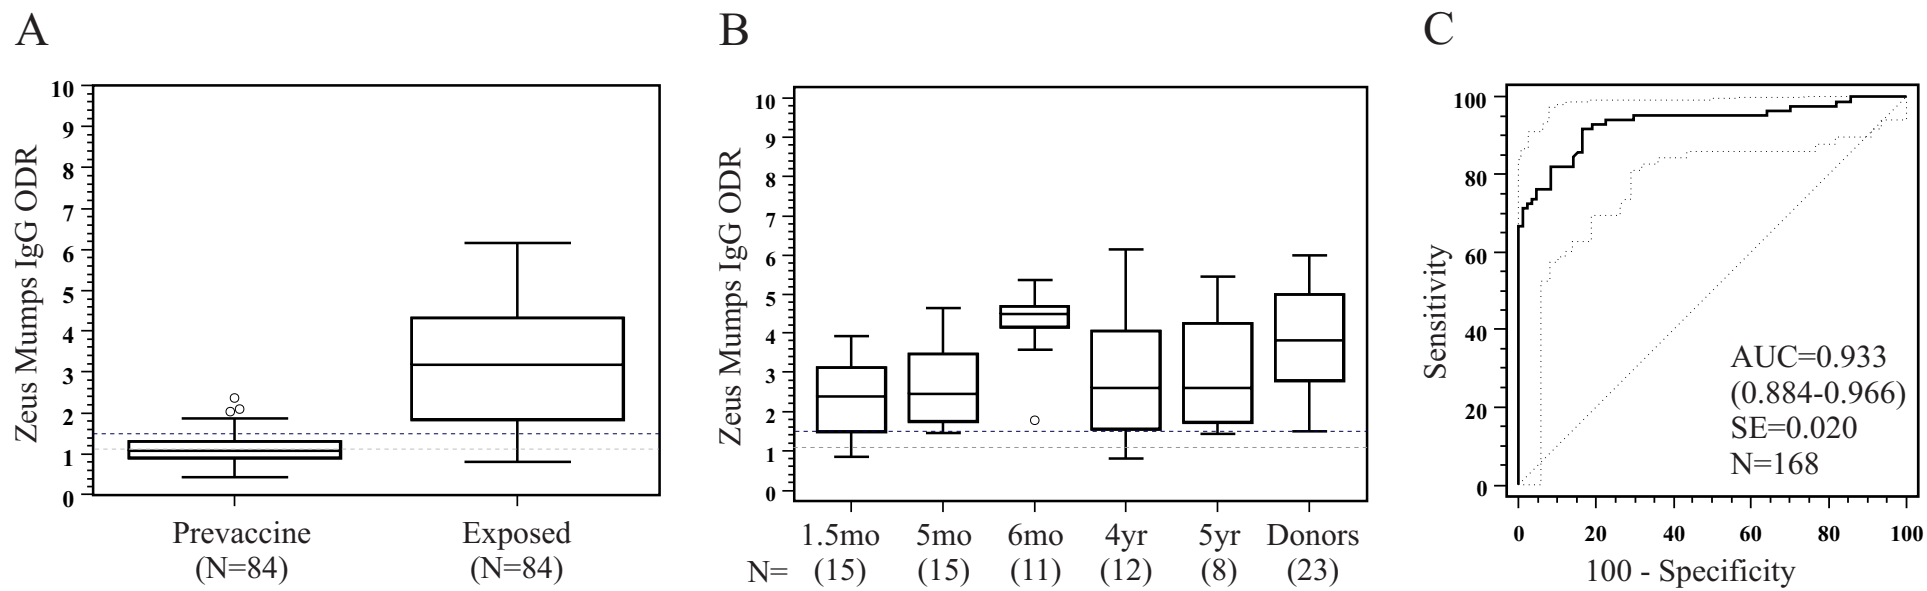 A
Zeus Mumps IgG ODR
10
9
8
7
6
5
4
3
2
1
0
Prevaccine
(N=84)
Exposed
(N=84)
B
Zeus Mumps IgG ODR
10
9
8
7
6
5
4
3
2
1
0
1.5mo 5mo 6mo 4yr 5yr Donors
N= (15) (15) (11) (12) (8) (23)
C
Sensitivity
100
80
60
40
20
0
AUC=0.933
(0.884-0.966)
SE=0.020
N=168
0 20 40 60 80 100
100 - Specificity